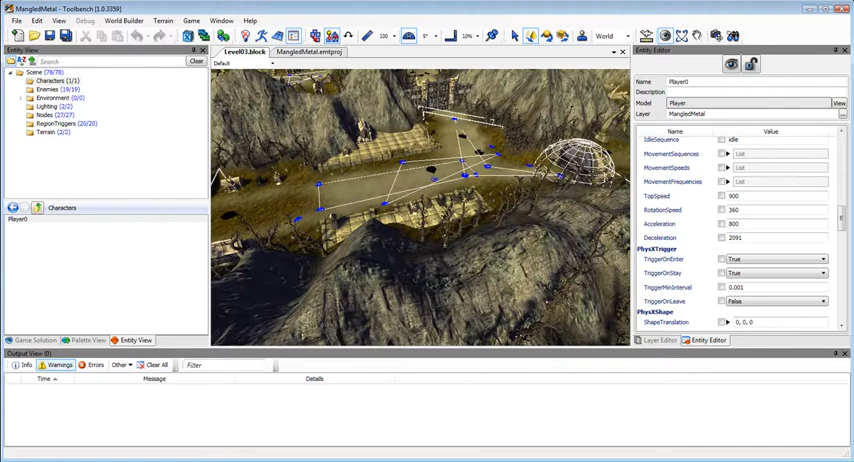 MangledMetal - Toolbench [1.0.3359]
File Edit View Debug World Builder Terrain Game Window Help
100 5° 10% World
Entity View
Search Clear
Scene (78/78)
Characters (1/1)
Enemies (19/19)
Environment (0/0)
Lighting (2/2)
Nodes (27/27)
RegionTriggers (20/20)
Terrain (2/2)
Characters
Player0
Game Solution Palette View Entity View
Level03.block MangledMetal.emtproj
Default
Entity Editor
Name Player0
Description
Model Player View
Layer MangledMetal ...
Name Value
IdleSequence idle
MovementSequences List
MovementSpeeds List
MovementFrequencies List
TopSpeed 900
RotationSpeed 360
Acceleration 800
Deceleration 2091
PhysXTrigger
TriggerOnEnter True
TriggerOnStay True
TriggerMinInterval 0.001
TriggerOnLeave False
PhysXShape
ShapeTranslation 0, 0, 0
Layer Editor Entity Editor
Output View (0)
Info Warnings Errors Other Clear All Filter
Time Message Details